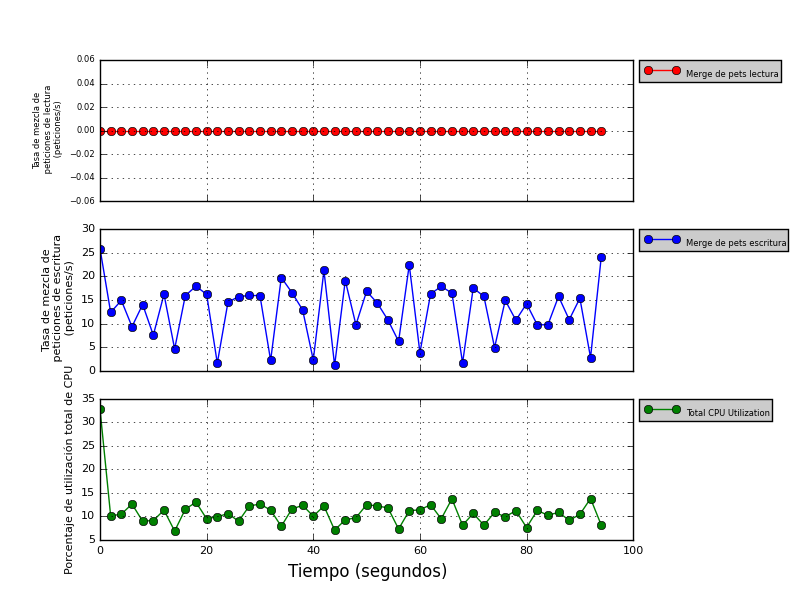 0.06
0.04
0.02
0.00
−0.02
−0.04
−0.06
Tasa de mezcla de
peticiones de lectura
(peticiones/s)
Merge de pets lectura
30
25
20
15
10
5
0
Tasa de mezcla de
peticiones de escritura
(peticiones/s)
Merge de pets escritura
35
30
25
20
15
10
5
Porcentaje de utilización total de CPU
Total CPU Utilization
0 20 40 60 80 100
Tiempo (segundos)